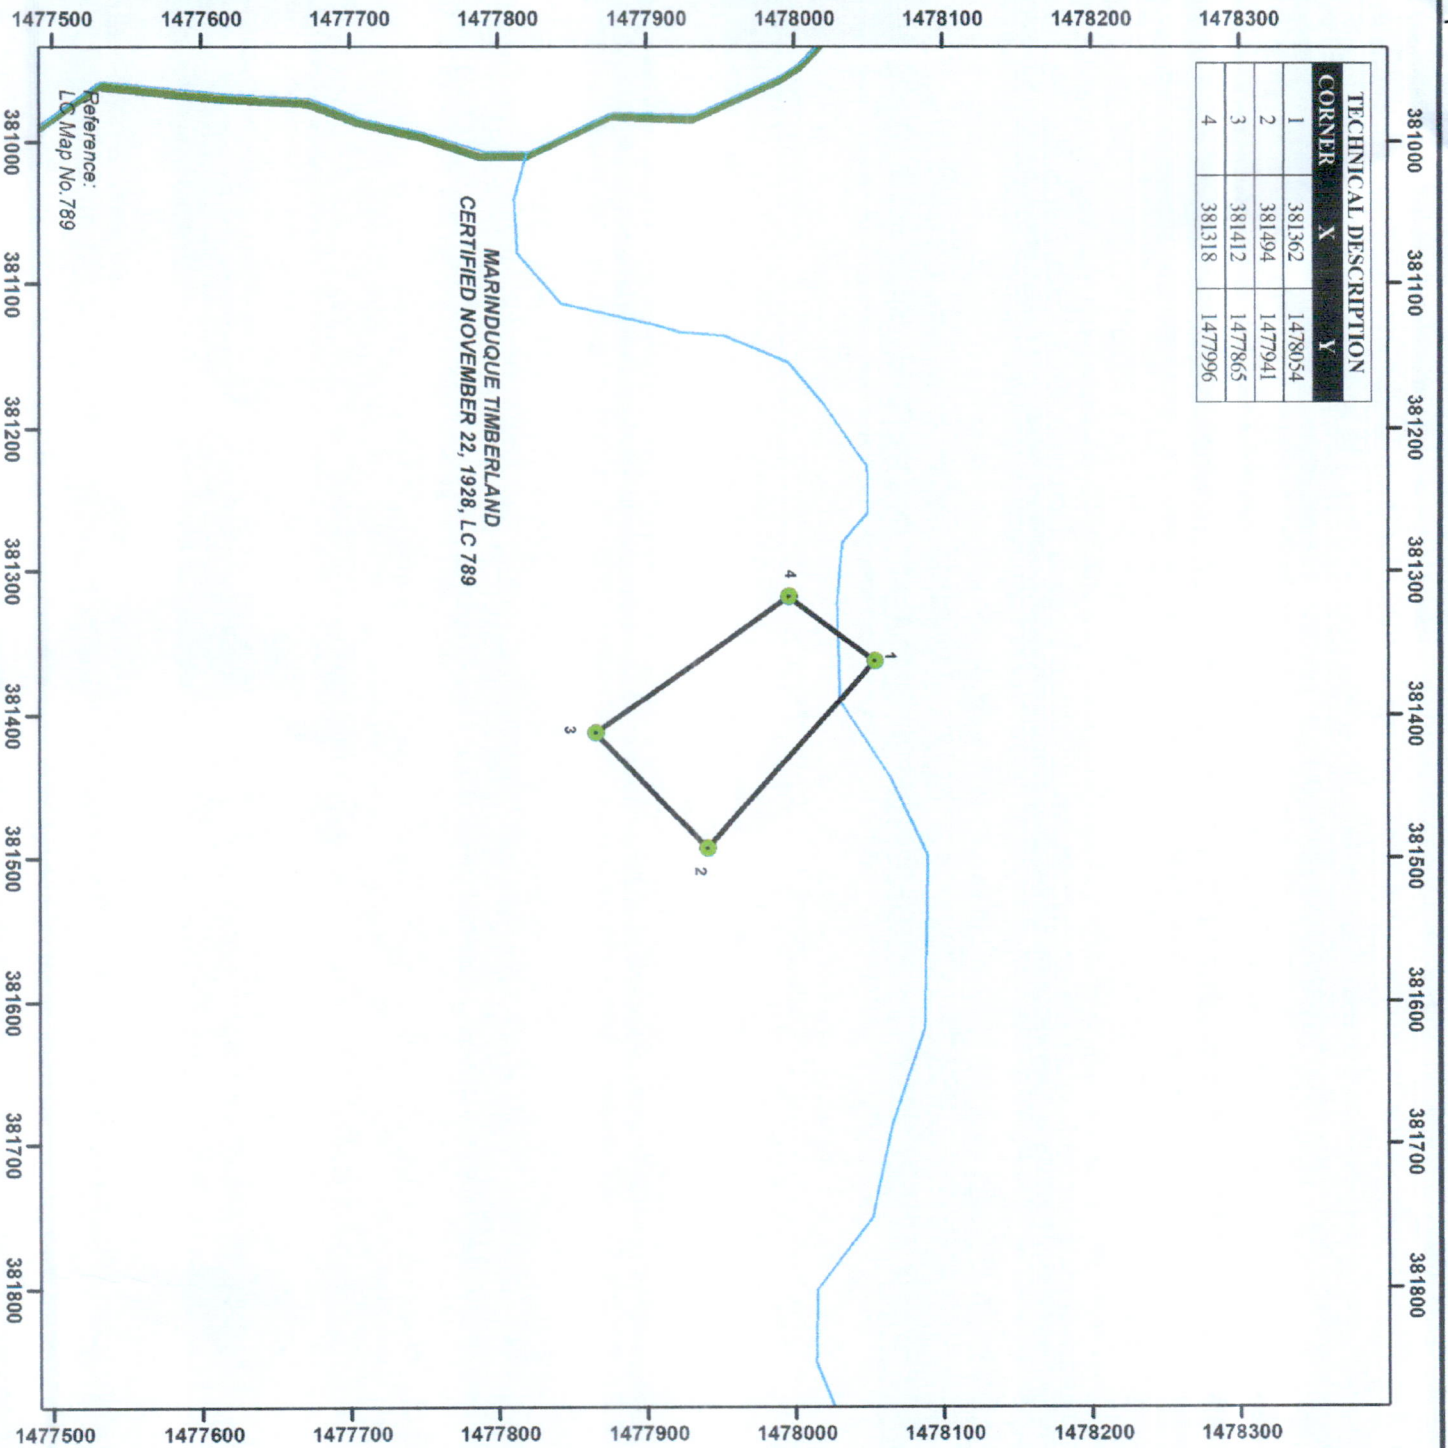 1477500 1477600 1477700 1477800 1477900 1478000 1478100 1478200 1478300
TECHNICAL DESCRIPTION
CORNER X Y
1 381362 1478054
2 381494 1477941
3 381412 1477865
4 381318 1477996
381000 381100 381200 381300 381400 381500 381600 381700 381800
MARINDUQUE TIMBERLAND
CERTIFIED NOVEMBER 22, 1928, LC 789
1
2
3
4
Reference:
LC Map No.789
381000 381100 381200 381300 381400 381500 381600 381700 381800
1477500 1477600 1477700 1477800 1477900 1478000 1478100 1478200 1478300